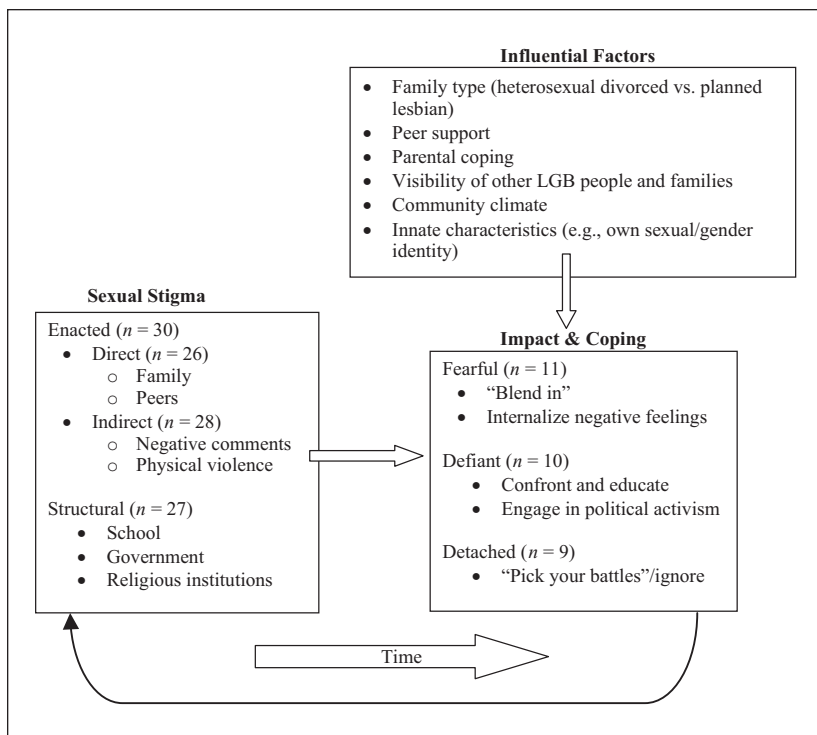 Influential Factors
• Family type (heterosexual divorced vs. planned
lesbian)
• Peer support
• Parental coping
• Visibility of other LGB people and families
• Community climate
• Innate characteristics (e.g., own sexual/gender
identity)
Sexual Stigma
Enacted (n = 30)
• Direct (n = 26)
○ Family
○ Peers
• Indirect (n = 28)
○ Negative comments
○ Physical violence
Structural (n = 27)
• School
• Government
• Religious institutions
Impact & Coping
Fearful (n = 11)
• “Blend in”
• Internalize negative feelings
Defiant (n = 10)
• Confront and educate
• Engage in political activism
Detached (n = 9)
• “Pick your battles”/ignore
Time